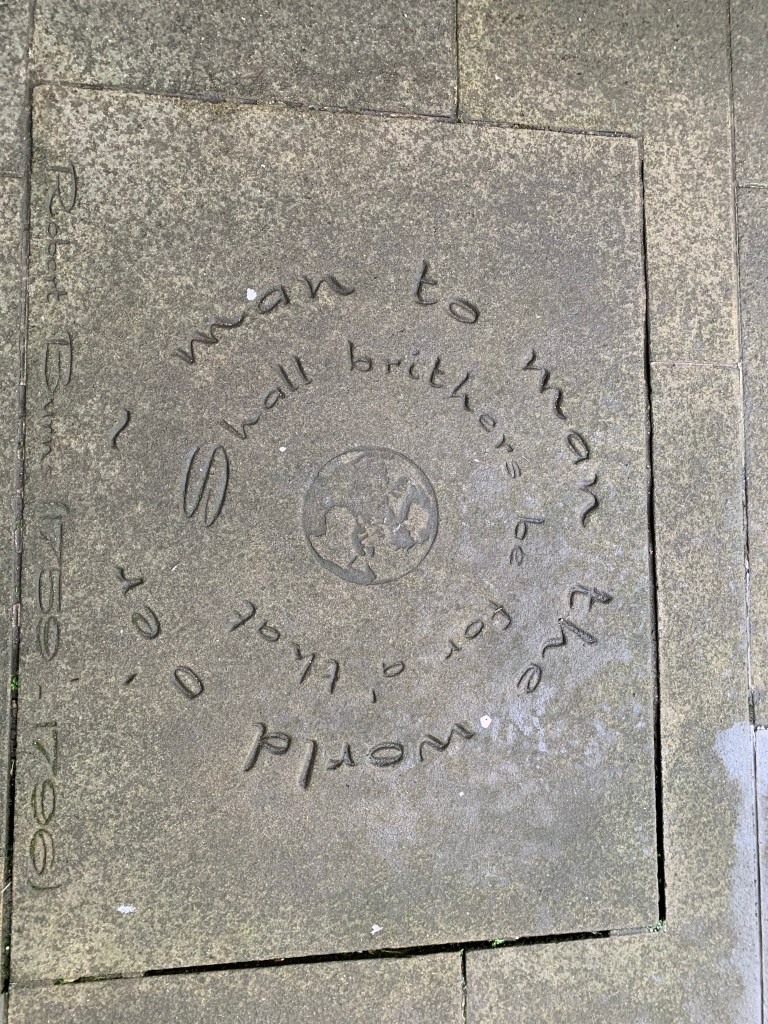 man to man the world o'er ~
Shall brithers be for a' that
Robert Burns (1759 - 1796)